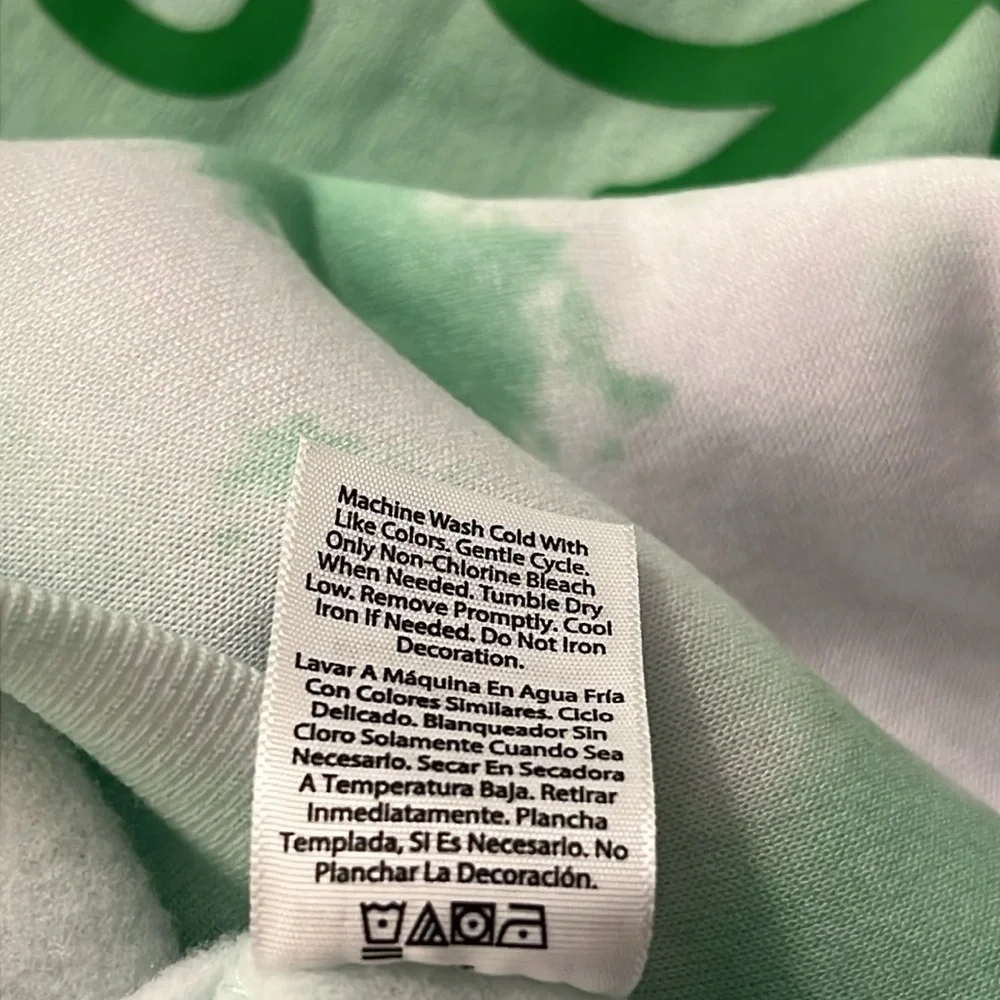 Machine Wash Cold With
Like Colors. Gentle Cycle.
Only Non-Chlorine Bleach
When Needed. Tumble Dry
Low. Remove Promptly. Cool
Iron If Needed. Do Not Iron
Decoration.
Lavar A Máquina En Agua Fría
Con Colores Similares. Ciclo
Delicado. Blanqueador Sin
Cloro Solamente Cuando Sea
Necesario. Secar En Secadora
A Temperatura Baja. Retirar
Inmediatamente. Plancha
Templada, Si Es Necesario. No
Planchar La Decoración.